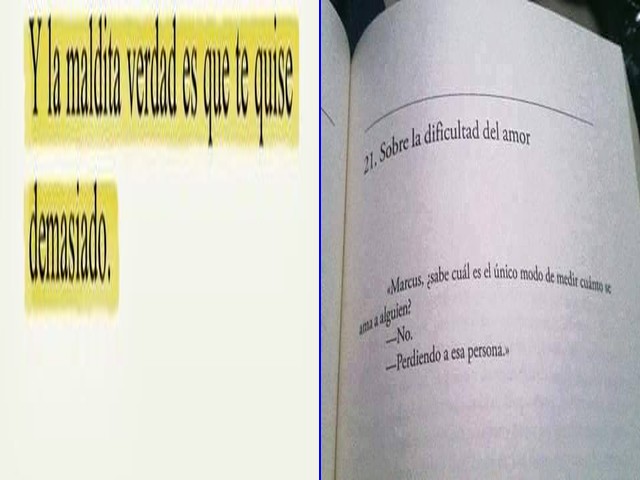 Y la maldita verdad es que te quise
demasiado.
21. Sobre la dificultad del amor
«Marcus, ¿sabe cuál es el único modo de medir cuánto se
ama a alguien?
—No.
—Perdiendo a esa persona.»